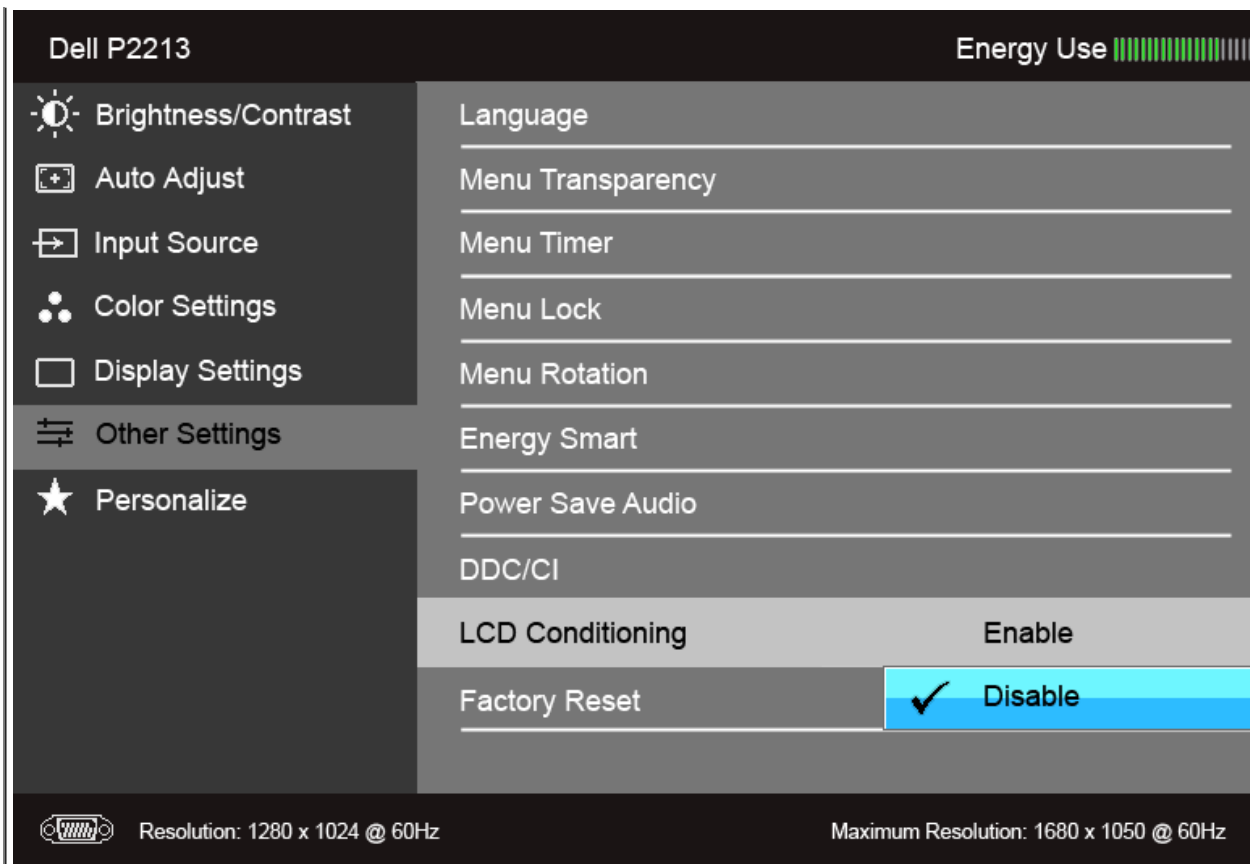 Dell P2213
Energy Use
Brightness/Contrast
Auto Adjust
Input Source
Color Settings
Display Settings
Other Settings
Personalize
Language
Menu Transparency
Menu Timer
Menu Lock
Menu Rotation
Energy Smart
Power Save Audio
DDC/CI
LCD Conditioning
Enable
Disable
Factory Reset
Resolution: 1280 x 1024 @ 60Hz
Maximum Resolution: 1680 x 1050 @ 60Hz